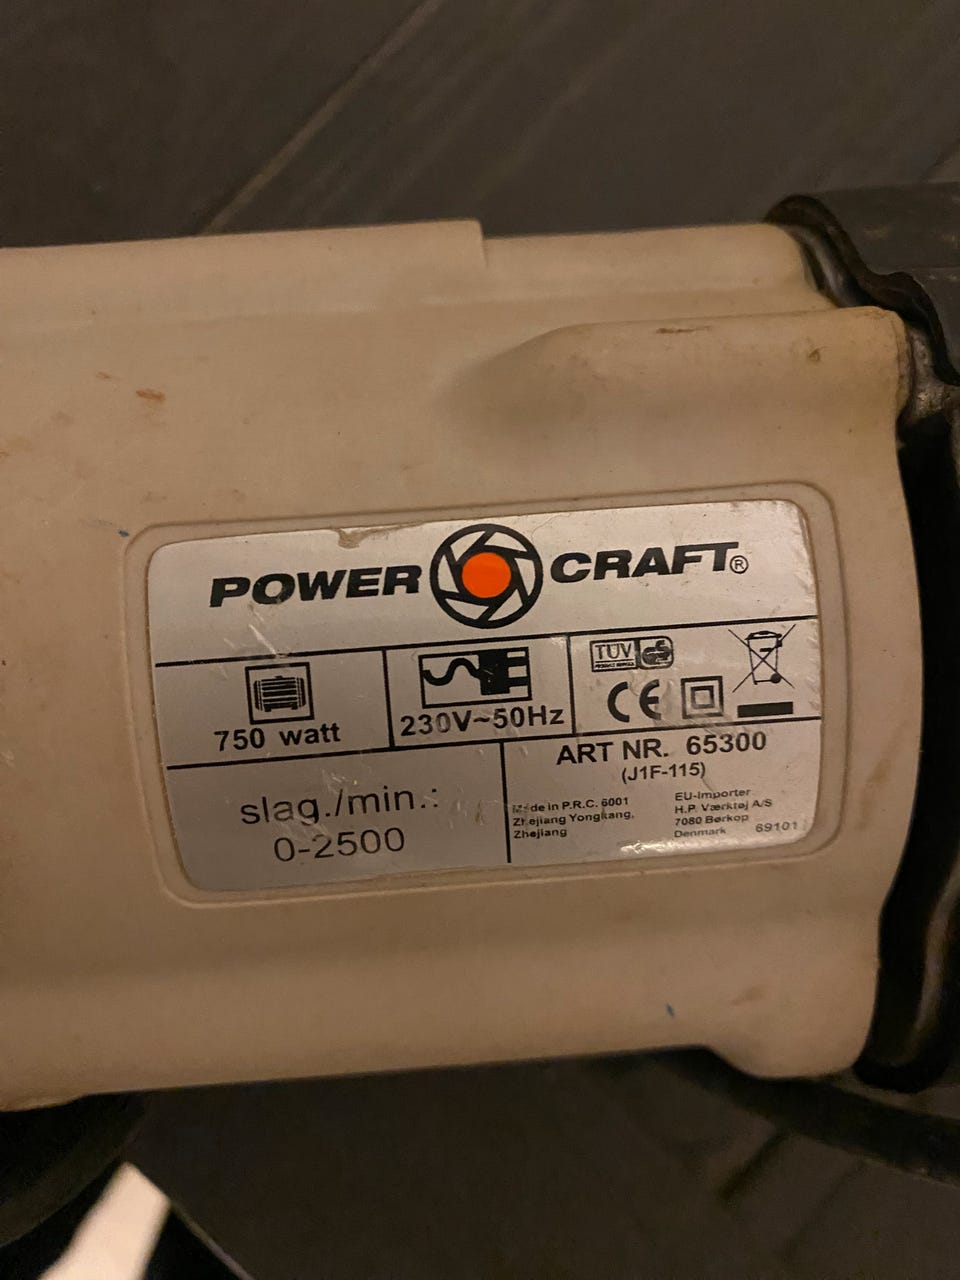 POWER CRAFT®
TÜV
GS
CE
750 watt
230V~50Hz
slag./min.:
0-2500
ART NR. 65300
(J1F-115)
Made in P.R.C. 6001
Zhejiang Yongkang,
Zhejiang
EU-Importer
H.P. Værktøj A/S
7080 Børkop
Denmark
69101